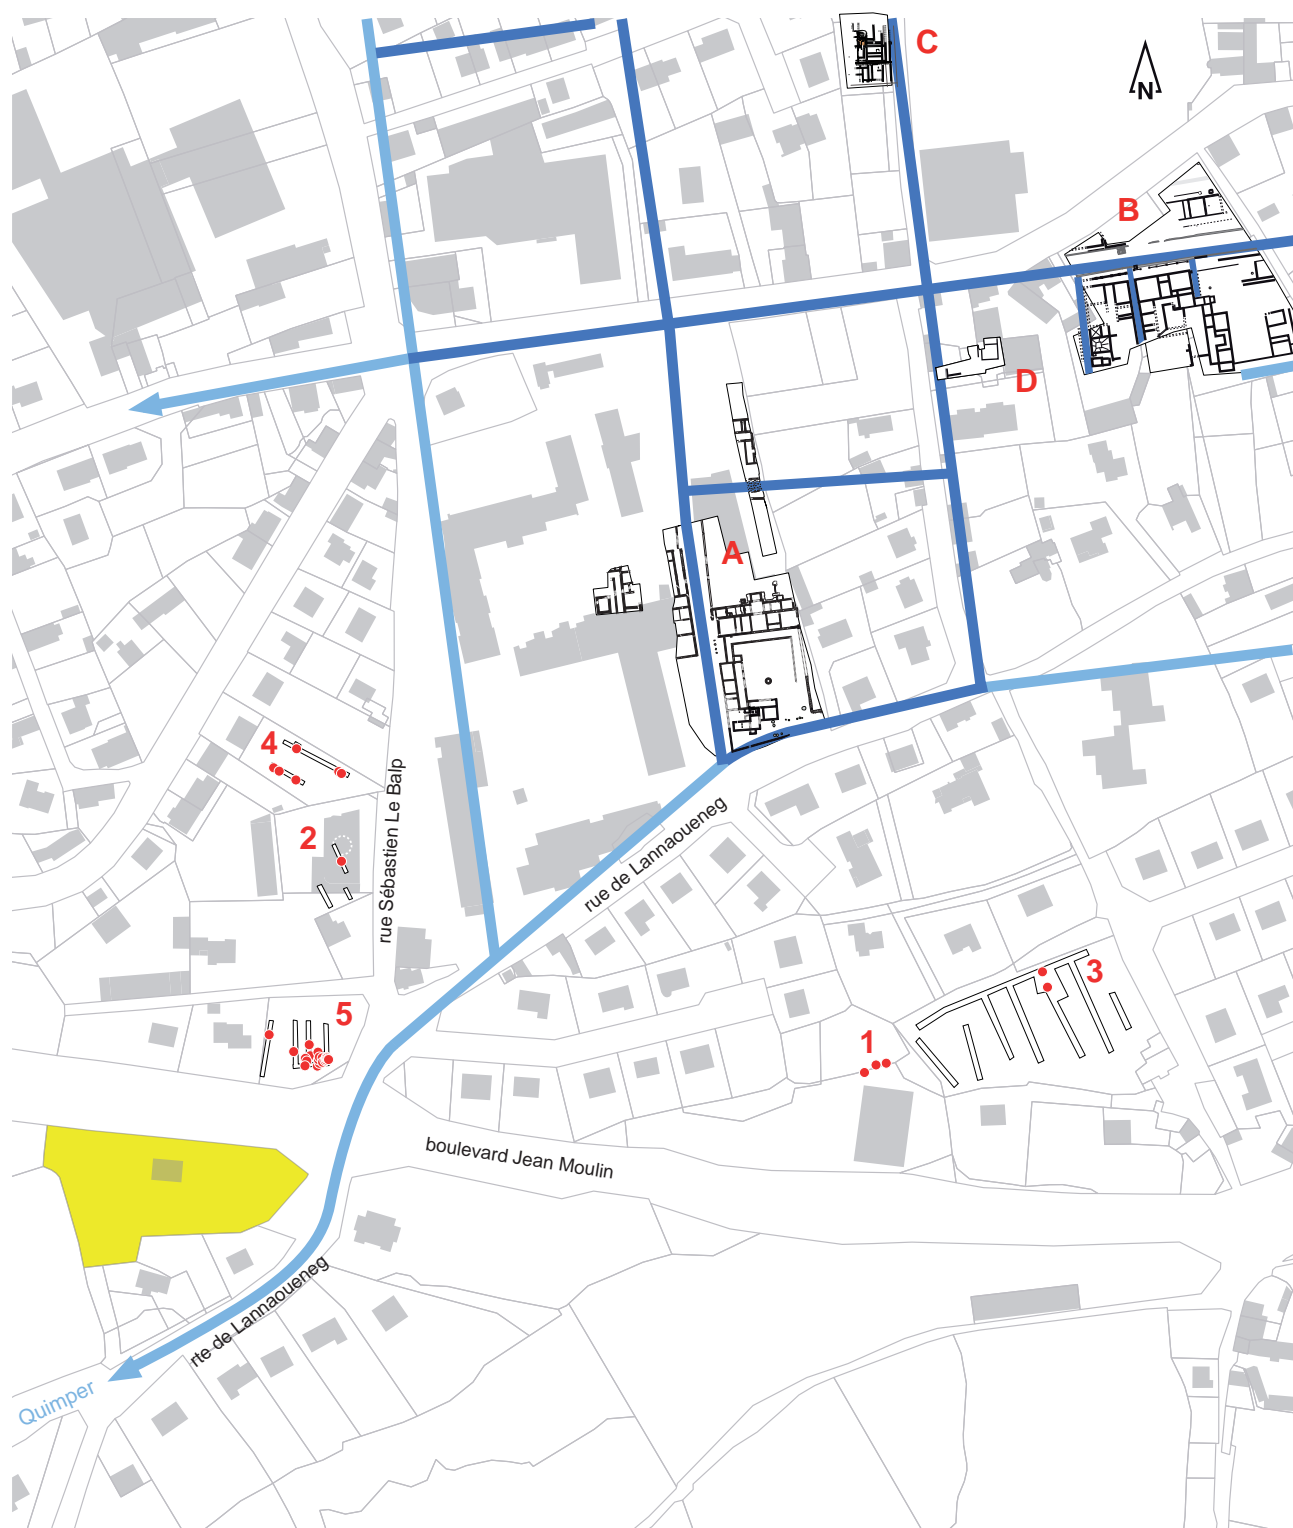 C
N
B
D
A
4
rue Sébastien Le Balp
2
rue de Lannaoueneg
3
5
1
boulevard Jean Moulin
rte de Lannaoueneg
Quimper